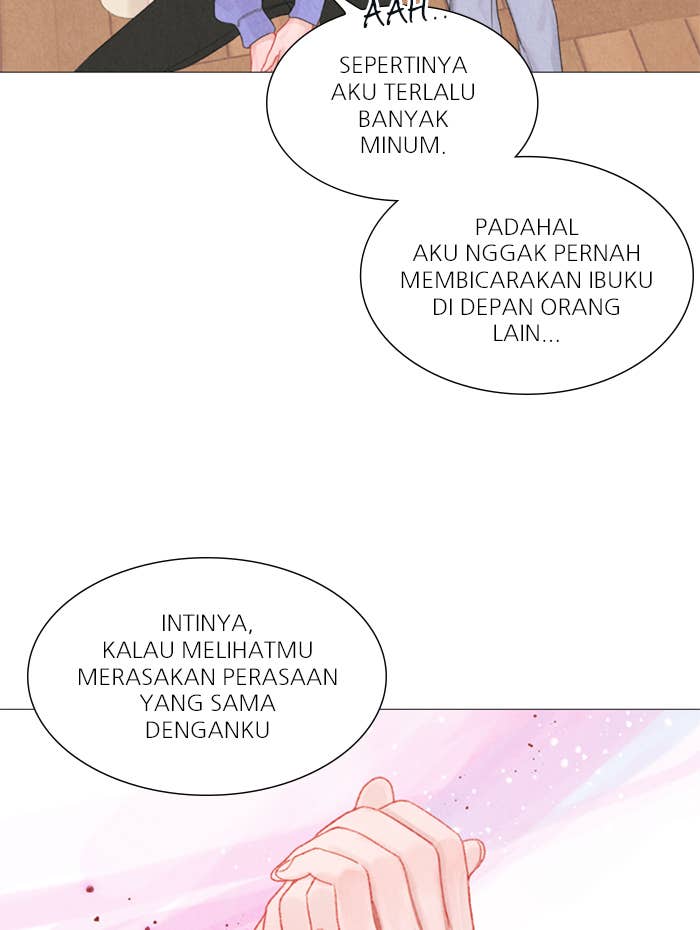 AAH..
SEPERTINYA
AKU TERLALU
BANYAK
MINUM.
PADAHAL
AKU NGGAK PERNAH
MEMBICARAKAN IBUKU
DI DEPAN ORANG
LAIN...
INTINYA,
KALAU MELIHATMU
MERASAKAN PERASAAN
YANG SAMA
DENGANKU